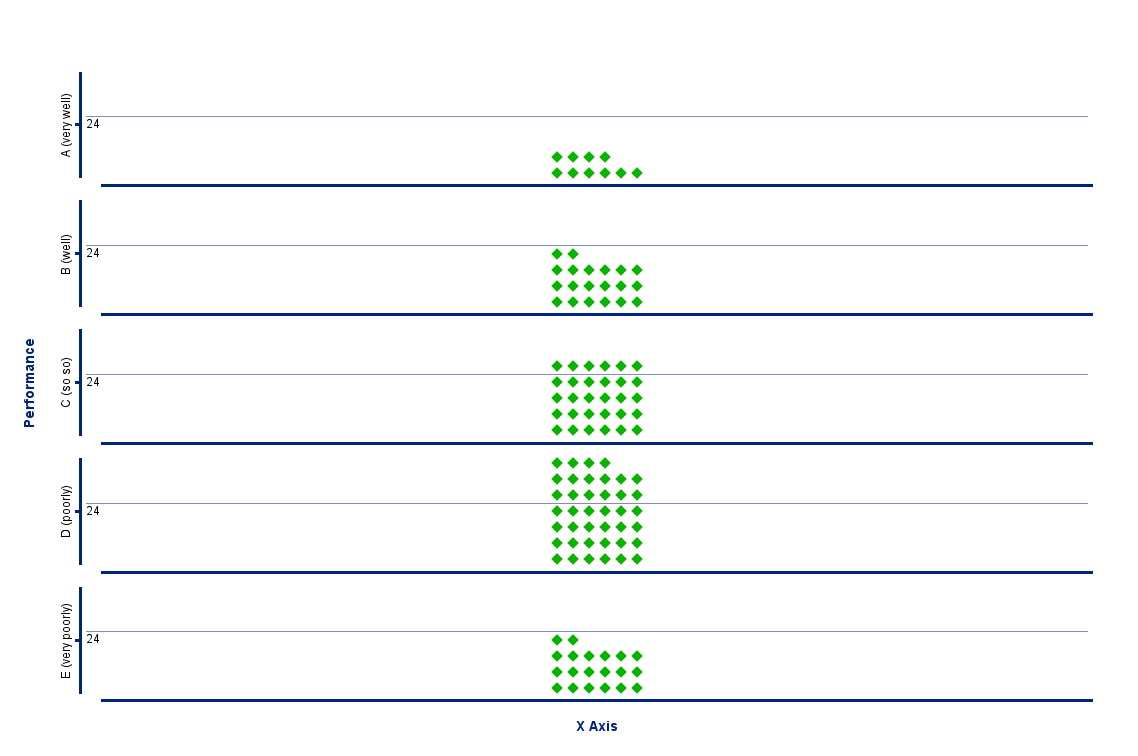 Performance
A (very well)
24
B (well)
24
C (so so)
24
D (poorly)
24
E (very poorly)
24
X Axis